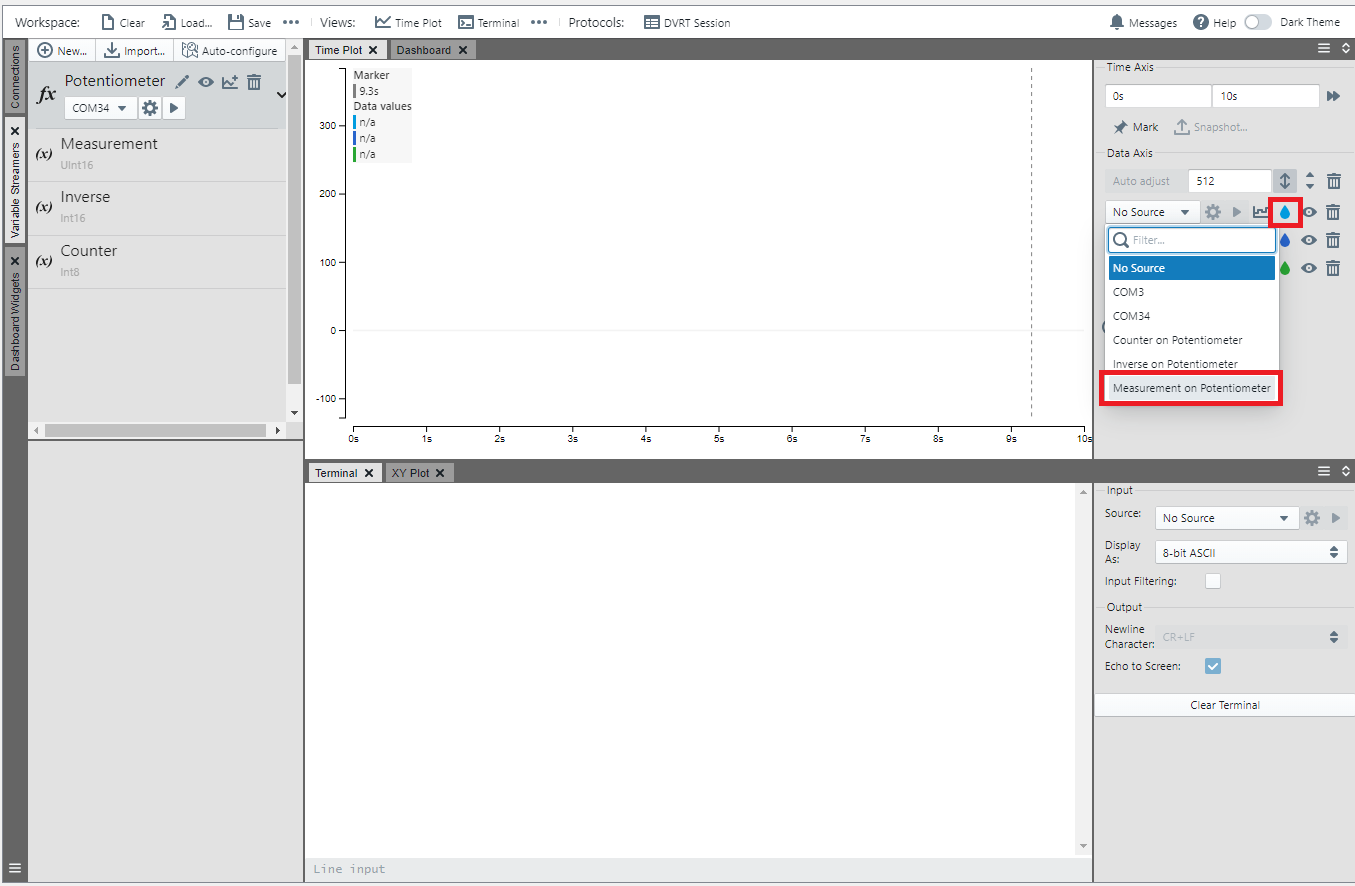 Workspace: Clear Load... Save ••• Views: Time Plot Terminal ••• Protocols: DVRT Session Messages Help Dark Theme
Connections
Variable Streamers
Dashboard Widgets
New... Import... Auto-configure
fx Potentiometer
COM34
(x) Measurement
UInt16
(x) Inverse
Int16
(x) Counter
Int8
Time Plot Dashboard
Marker
9.3s
Data values
n/a
n/a
n/a
300
200
100
0
-100
0s 1s 2s 3s 4s 5s 6s 7s 8s 9s 10s
Time Axis
0s 10s
Mark Snapshot...
Data Axis
Auto adjust 512
No Source
Filter...
No Source
COM3
COM34
Counter on Potentiometer
Inverse on Potentiometer
Measurement on Potentiometer
Terminal XY Plot
Line input
Input
Source: No Source
Display
As: 8-bit ASCII
Input Filtering:
Output
Newline
Character: CR+LF
Echo to Screen:
Clear Terminal